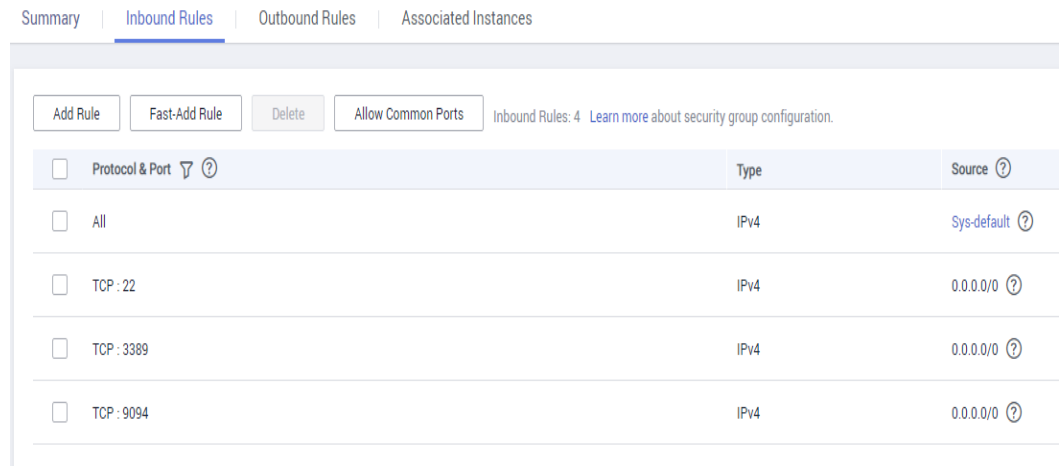 Summary Inbound Rules Outbound Rules Associated Instances
Add Rule Fast-Add Rule Delete Allow Common Ports Inbound Rules: 4 Learn more about security group configuration.
Protocol & Port ? Type Source ?
All IPv4 Sys-default ?
TCP : 22 IPv4 0.0.0.0/0 ?
TCP : 3389 IPv4 0.0.0.0/0 ?
TCP : 9094 IPv4 0.0.0.0/0 ?